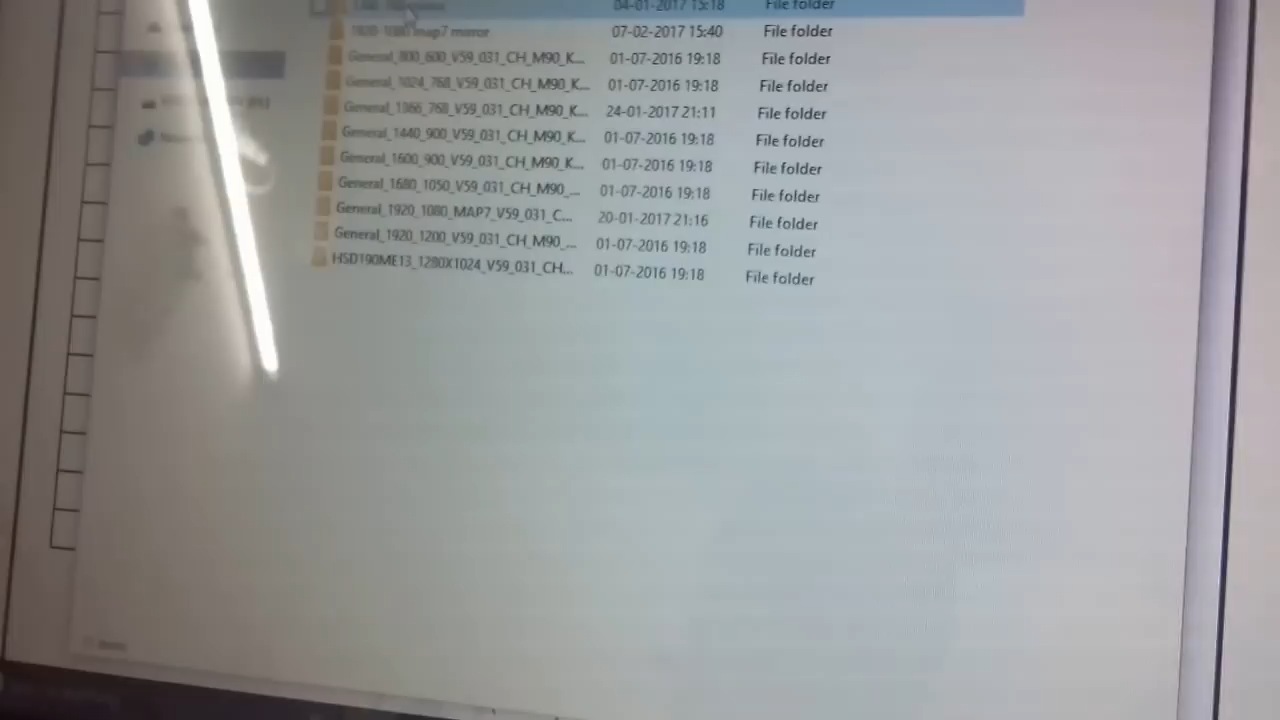 04-01-2017 15:18 File folder
1920-1080 map7 mirror 07-02-2017 15:40 File folder
General_800_600_V59_031_CH_M90_K... 01-07-2016 19:18 File folder
General_1024_768_V59_031_CH_M90_K... 01-07-2016 19:18 File folder
General_1366_768_V59_031_CH_M90_K... 24-01-2017 21:11 File folder
General_1440_900_V59_031_CH_M90_K... 01-07-2016 19:18 File folder
General_1600_900_V59_031_CH_M90_K... 01-07-2016 19:18 File folder
General_1680_1050_V59_031_CH_M90_... 01-07-2016 19:18 File folder
General_1920_1080_MAP7_V59_031_C... 20-01-2017 21:16 File folder
General_1920_1200_V59_031_CH_M90_... 01-07-2016 19:18 File folder
HSD190ME13_1280X1024_V59_031_CH... 01-07-2016 19:18 File folder